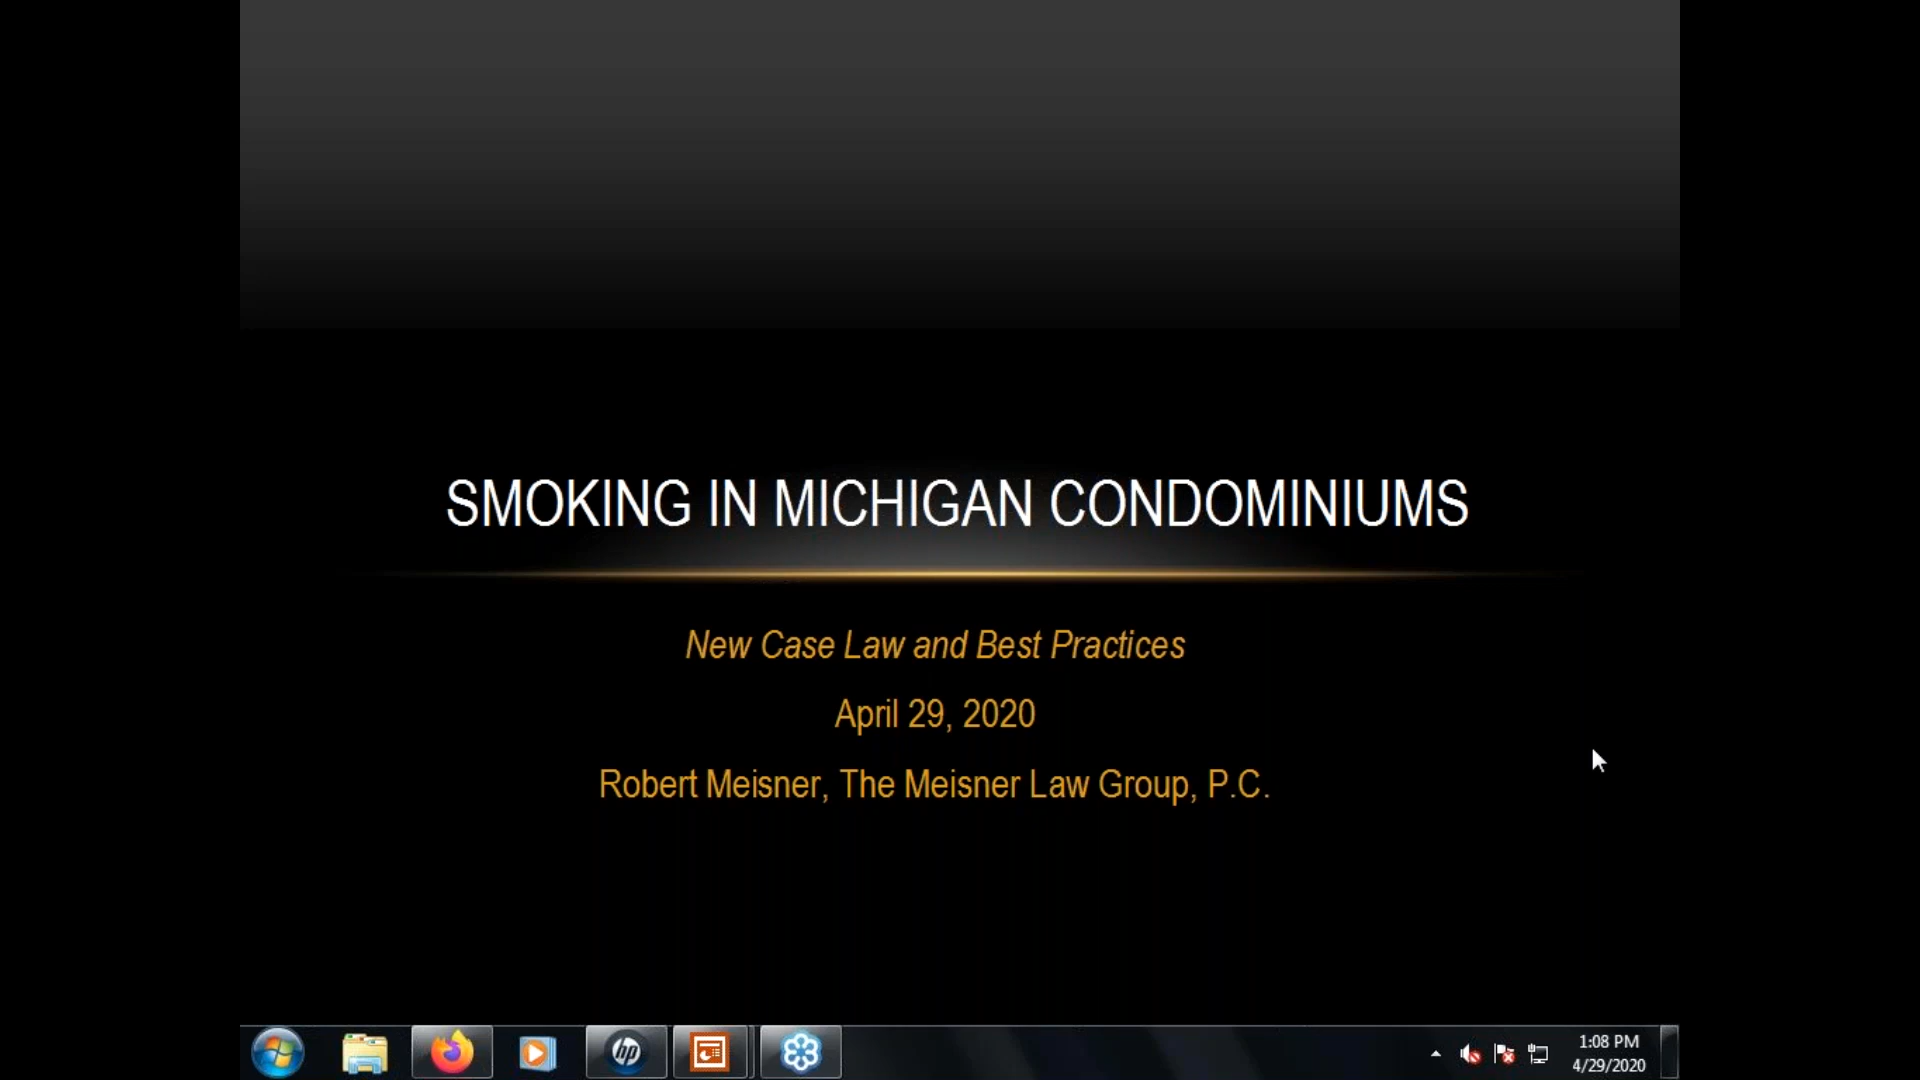 SMOKING IN MICHIGAN CONDOMINIUMS
New Case Law and Best Practices
April 29, 2020
Robert Meisner, The Meisner Law Group, P.C.
hp
1:08 PM
4/29/2020